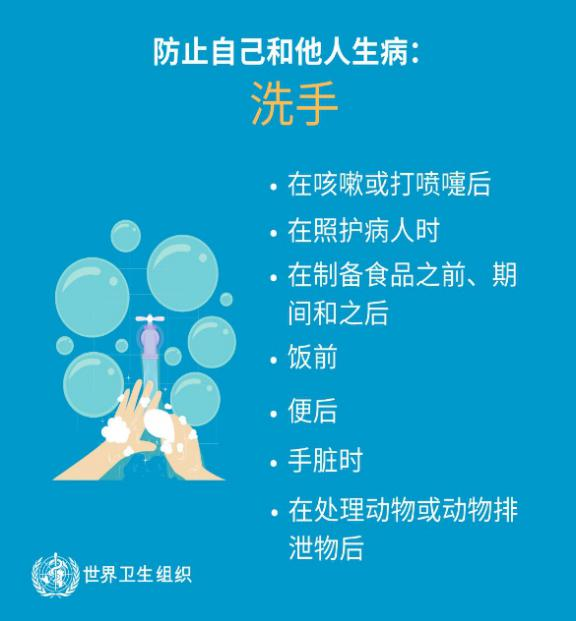 防止自己和他人生病：
洗手
• 在咳嗽或打喷嚏后
• 在照护病人时
• 在制备食品之前、期
间和之后
• 饭前
• 便后
• 手脏时
• 在处理动物或动物排
泄物后
世界卫生组织